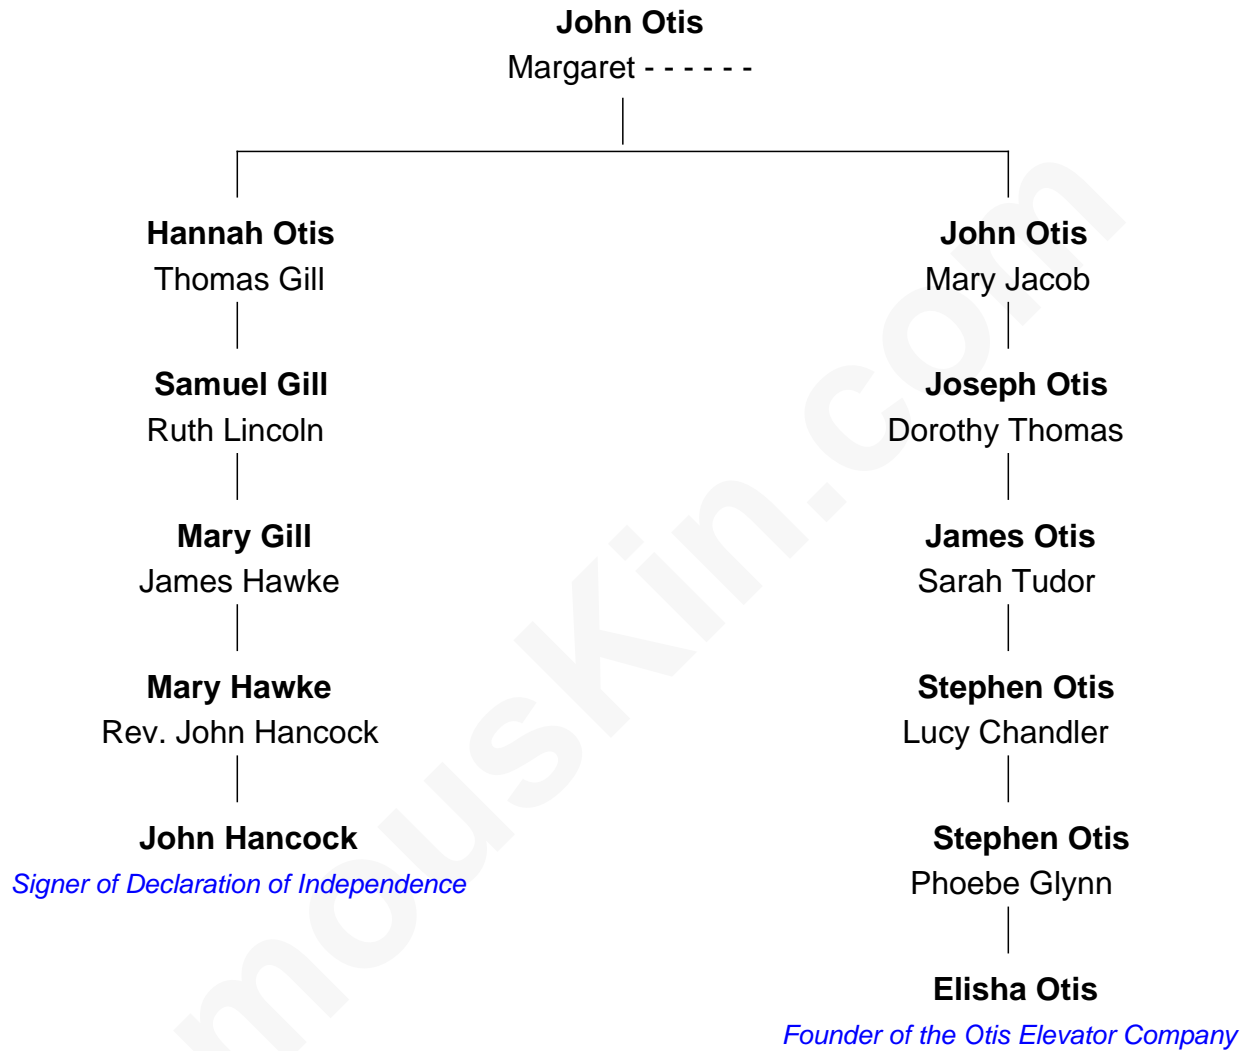 John Otis
Margaret - - - - - -
Hannah Otis
Thomas Gill
John Otis
Mary Jacob
Samuel Gill
Ruth Lincoln
Joseph Otis
Dorothy Thomas
Mary Gill
James Hawke
James Otis
Sarah Tudor
Mary Hawke
Rev. John Hancock
Stephen Otis
Lucy Chandler
John Hancock
Signer of Declaration of Independence
Stephen Otis
Phoebe Glynn
Elisha Otis
Founder of the Otis Elevator Company
mousKin.com